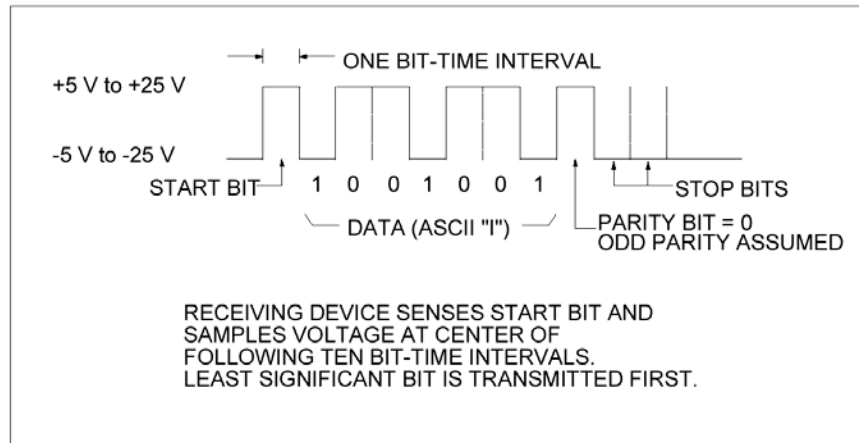 ONE BIT-TIME INTERVAL
+5 V to +25 V
-5 V to -25 V
START BIT
1 0 0 1 0 0 1
STOP BITS
DATA (ASCII "I")
PARITY BIT = 0
ODD PARITY ASSUMED
RECEIVING DEVICE SENSES START BIT AND
SAMPLES VOLTAGE AT CENTER OF
FOLLOWING TEN BIT-TIME INTERVALS.
LEAST SIGNIFICANT BIT IS TRANSMITTED FIRST.